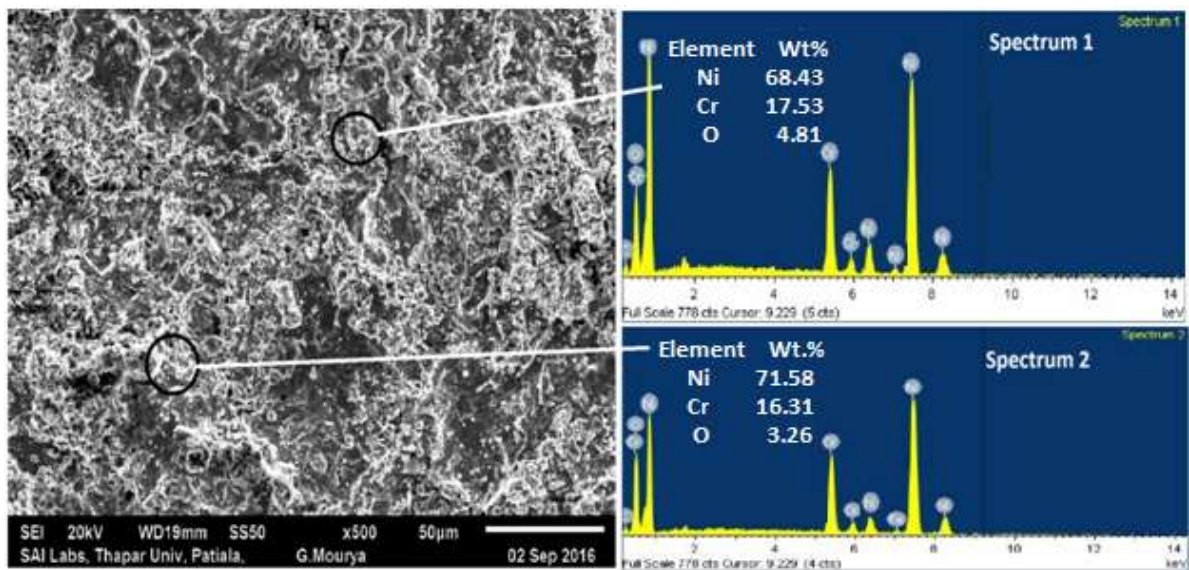 SEI 20kV WD19mm SS50 x500 50µm
SAI Labs, Thapar Univ, Patiala, G.Mourya 02 Sep 2016
Spectrum 1
Spectrum 1
Element Wt%
Ni 68.43
Cr 17.53
O 4.81
2 4 6 8 10 12 14
Full Scale 778 cts Cursor: 9.229 (5 cts) keV
Spectrum 2
Spectrum 2
Element Wt.%
Ni 71.58
Cr 16.31
O 3.26
2 4 6 8 10 12 14
Full Scale 778 cts Cursor: 9.229 (4 cts) keV